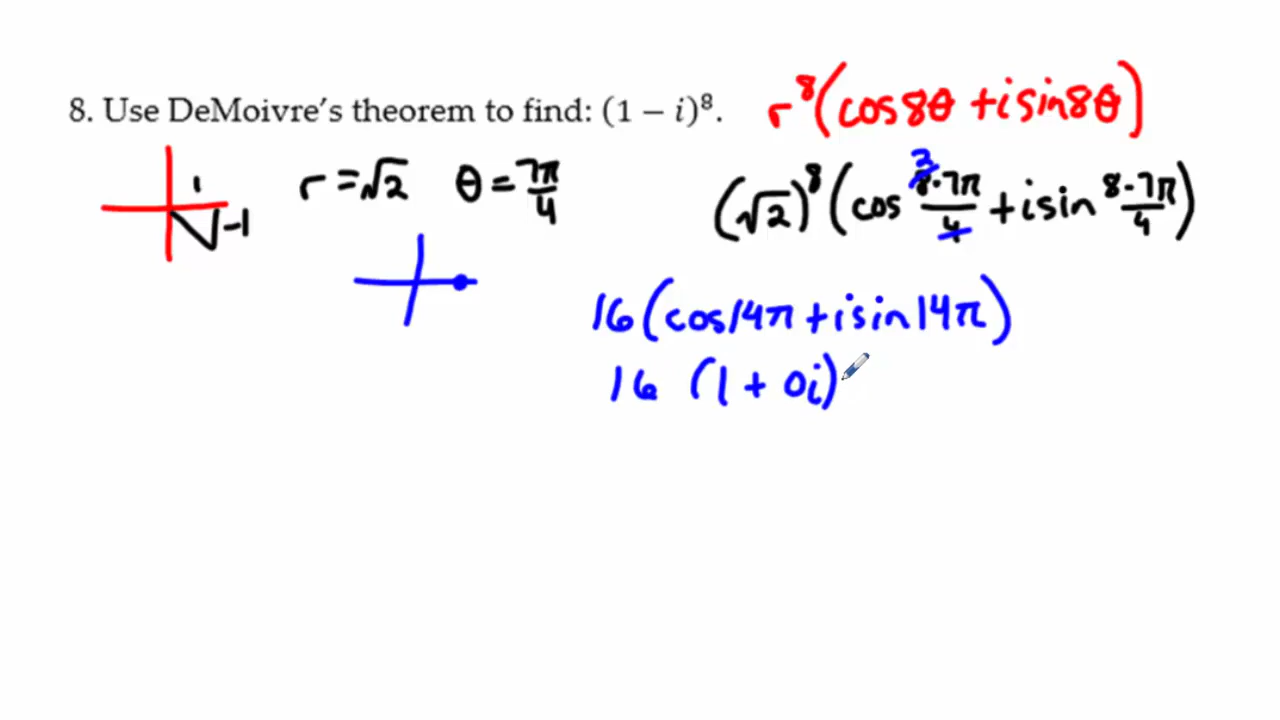 8. Use DeMoivre's theorem to find: (1 − i)⁸.
r⁸(cos8θ + isin8θ)
1
-1
r = √2 θ = 7π/4
(√2)⁸(cos 8·7π/4 + isin 8·7π/4)
2
16(cos14π + isin14π)
16 (1 + 0i)